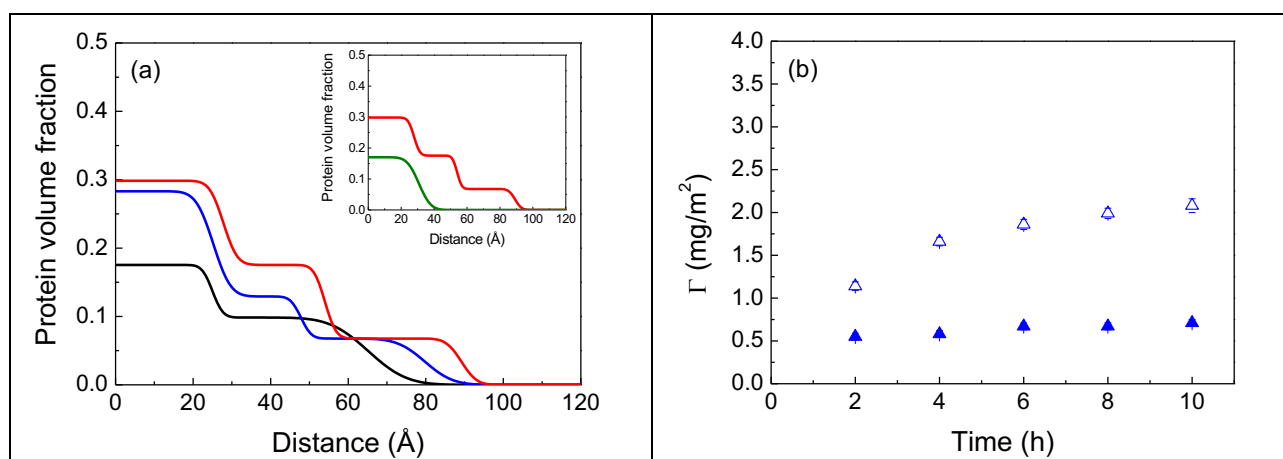 (a)
Protein volume fraction
0.5
0.4
0.3
0.2
0.1
0.0
0 20 40 60 80 100 120
Distance (Å)
Protein volume fraction
0.5
0.4
0.3
0.2
0.1
0.0
0 20 40 60 80 100 120
Distance (Å)
(b)
Γ (mg/m²)
4.0
3.5
3.0
2.5
2.0
1.5
1.0
0.5
0.0
0 2 4 6 8 10
Time (h)